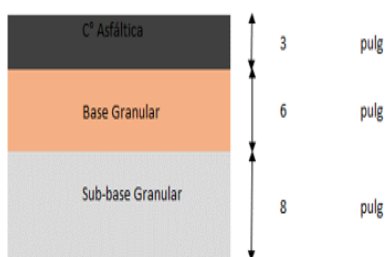 C° Asfáltica 3 pulg
Base Granular 6 pulg
Sub-base Granular 8 pulg